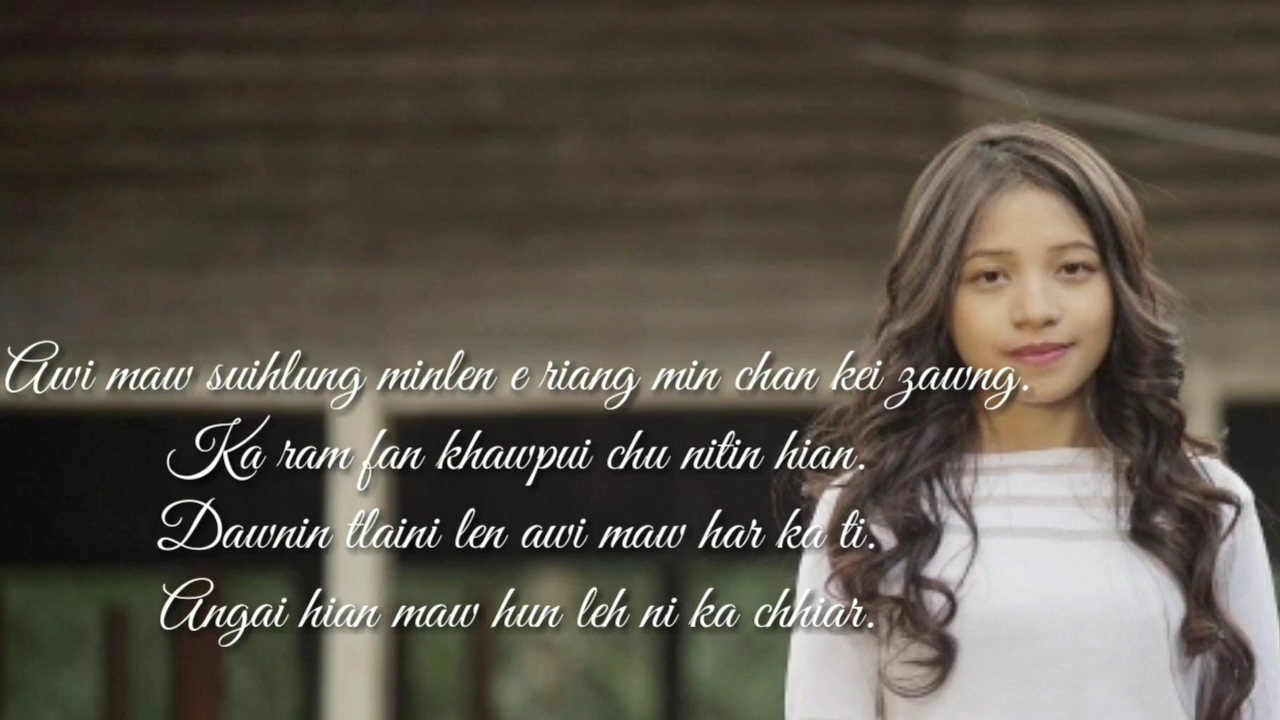 Awi maw suihlung minlen e riang min chan kei zawng.
Ka ram fan khawpui chu nitin hian.
Dawnin tlaini len awi maw har ka ti.
Angai hian maw hun leh ni ka chhiar.